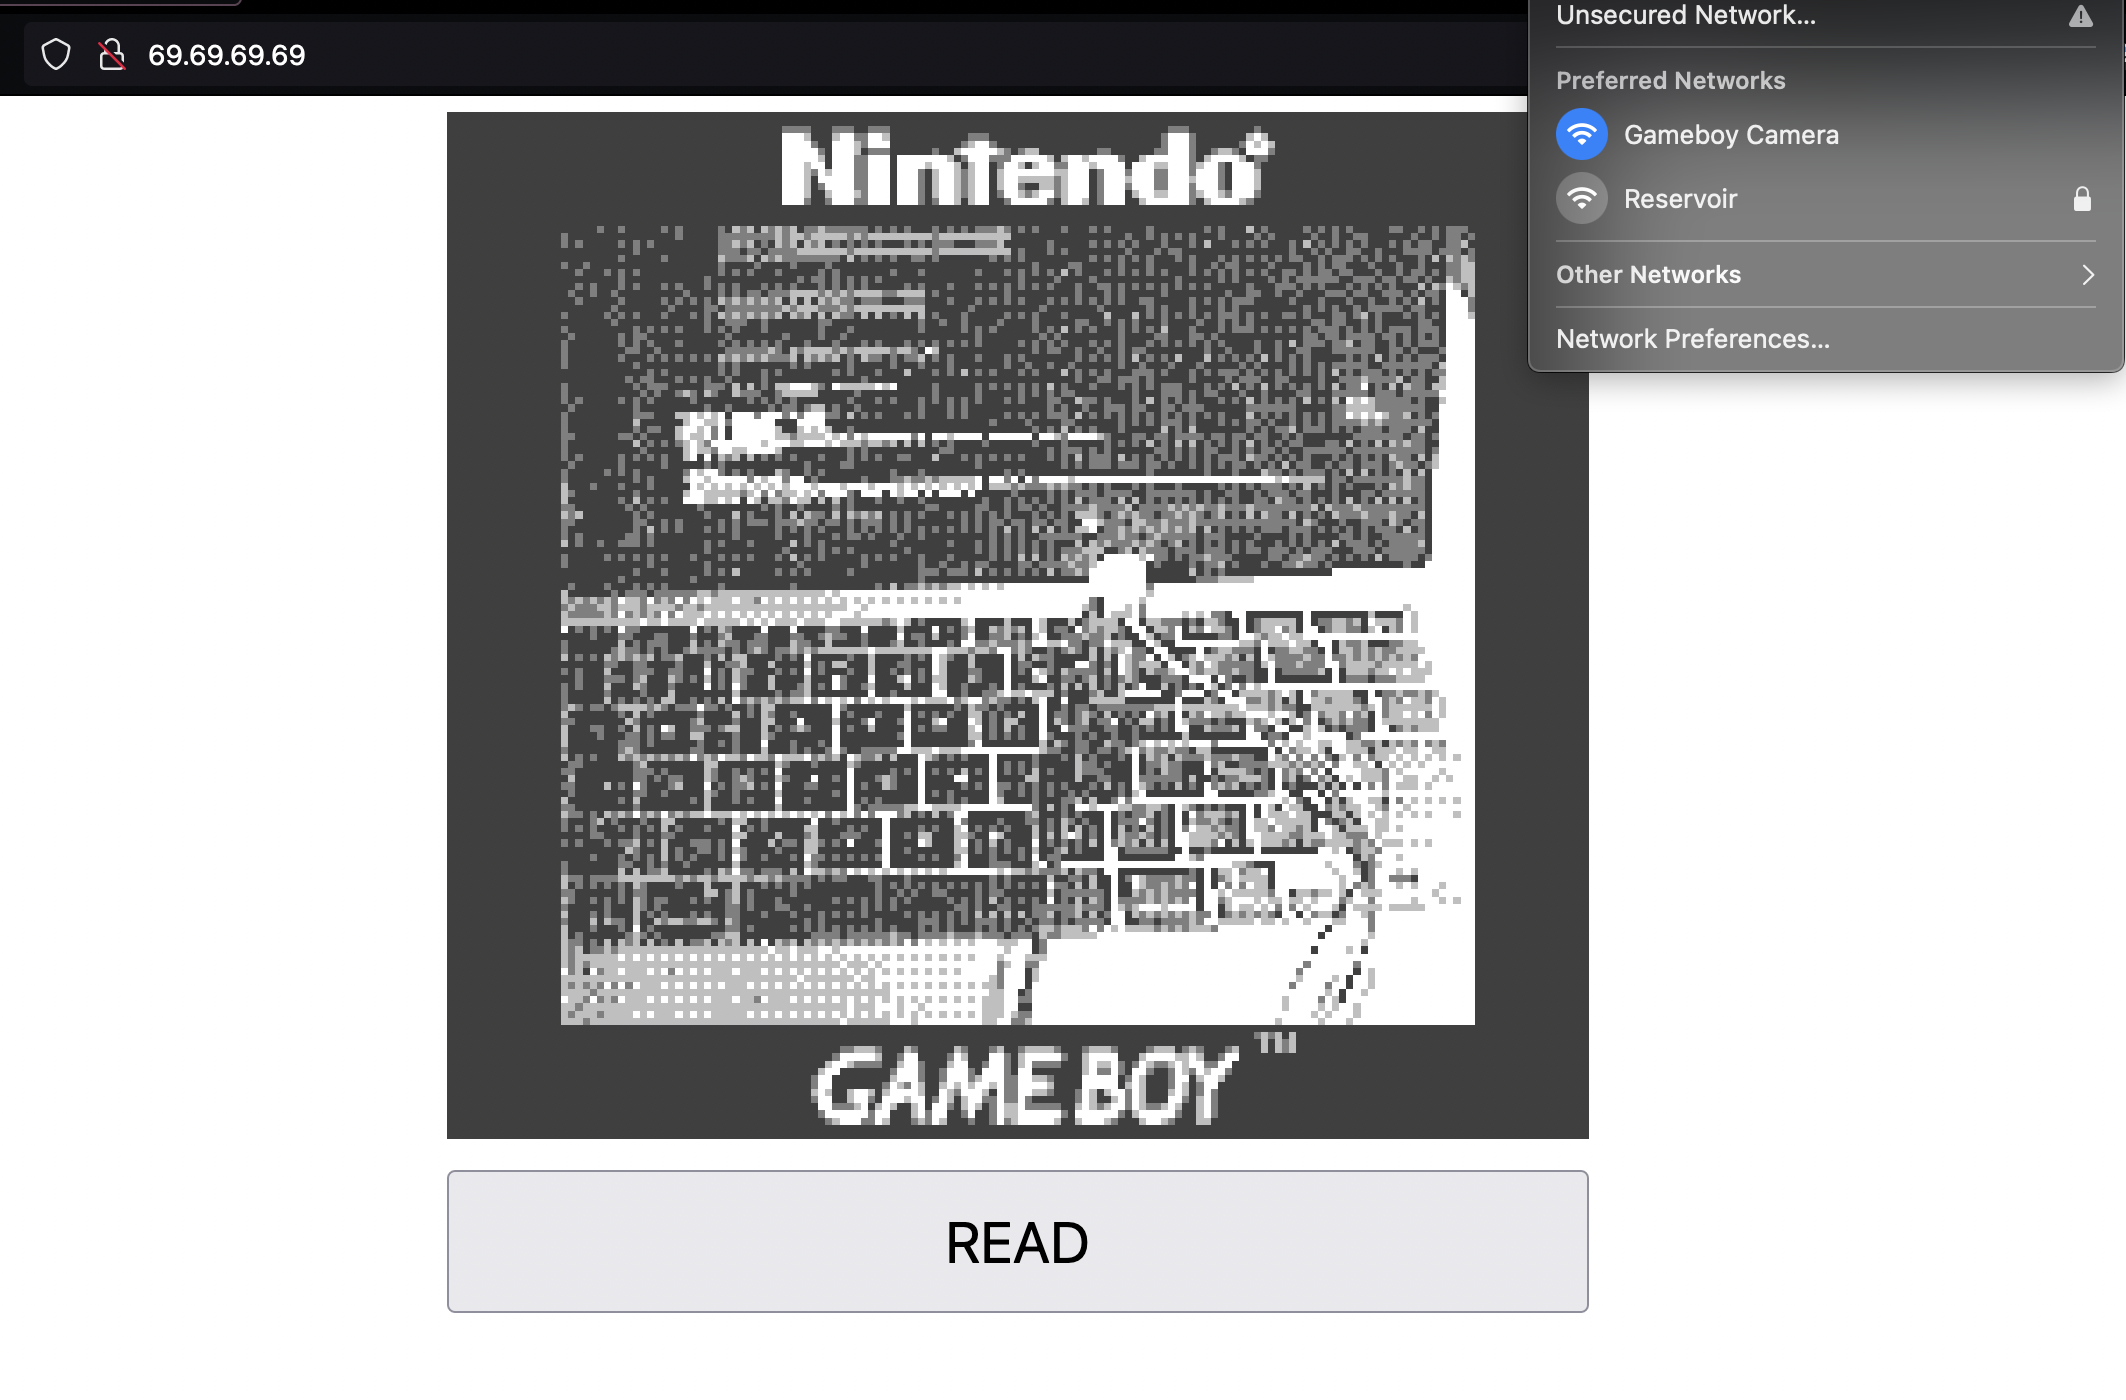 69.69.69.69
Unsecured Network...
Preferred Networks
Gameboy Camera
Reservoir
Other Networks
Network Preferences...
Nintendo
GAME BOY™
READ